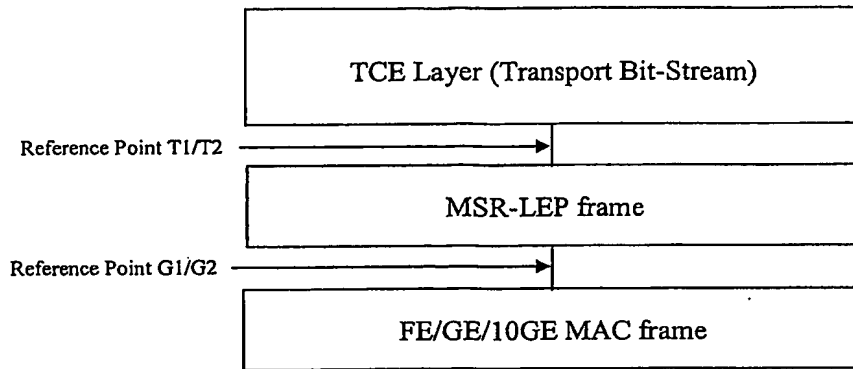 TCE Layer (Transport Bit-Stream)
Reference Point T1/T2
MSR-LEP frame
Reference Point G1/G2
FE/GE/10GE MAC frame